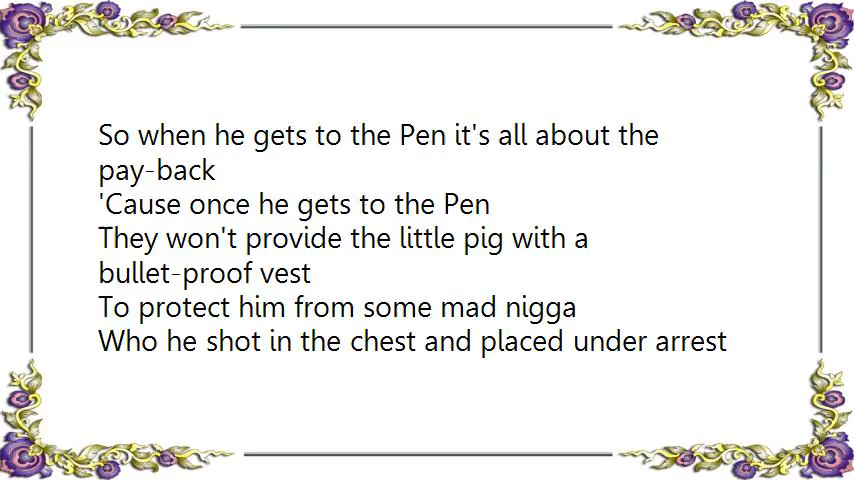 So when he gets to the Pen it's all about the
pay-back
'Cause once he gets to the Pen
They won't provide the little pig with a
bullet-proof vest
To protect him from some mad nigga
Who he shot in the chest and placed under arrest